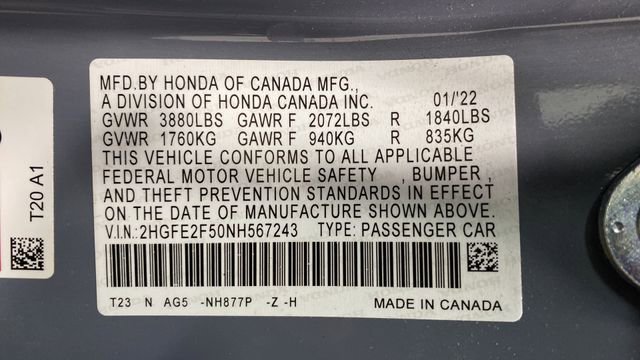 MFD.BY HONDA OF CANADA MFG.,
A DIVISION OF HONDA CANADA INC. 01/'22
GVWR 3880LBS GAWR F 2072LBS R 1840LBS
GVWR 1760KG GAWR F 940KG R 835KG
THIS VEHICLE CONFORMS TO ALL APPLICABLE
FEDERAL MOTOR VEHICLE SAFETY , BUMPER ,
AND THEFT PREVENTION STANDARDS IN EFFECT
ON THE DATE OF MANUFACTURE SHOWN ABOVE.
V.I.N.:2HGFE2F50NH567243 TYPE: PASSENGER CAR
T23 N AG5 -NH877P -Z -H MADE IN CANADA
T20 A1